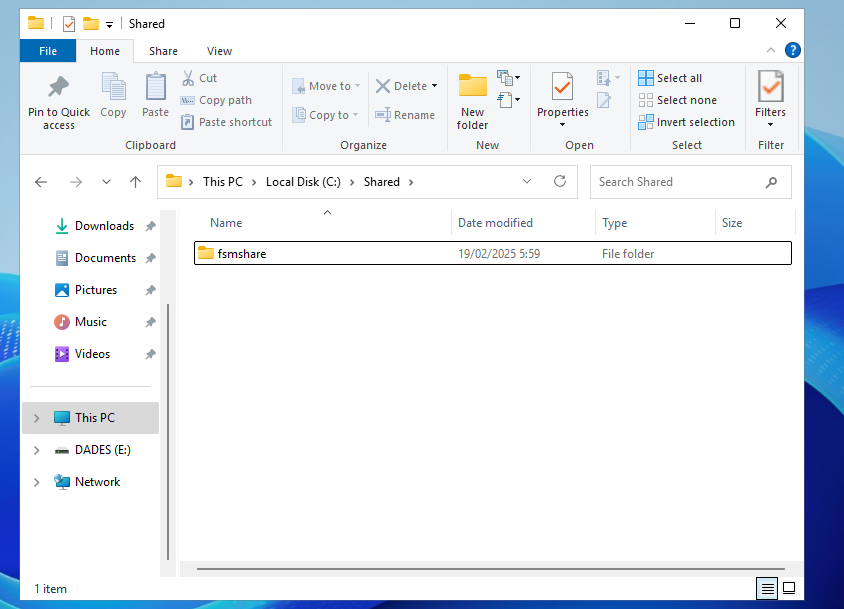 Shared
File
Home
Share
View
Pin to Quick access
Copy
Paste
Cut
Copy path
Paste shortcut
Clipboard
Move to
Copy to
Delete
Rename
Organize
New folder
New
Properties
Open
Select all
Select none
Invert selection
Select
Filters
Filter
This PC > Local Disk (C:) > Shared >
Search Shared
Downloads
Documents
Pictures
Music
Videos
This PC
DADES (E:)
Network
Name Date modified Type Size
fsmshare 19/02/2025 5:59 File folder
1 item